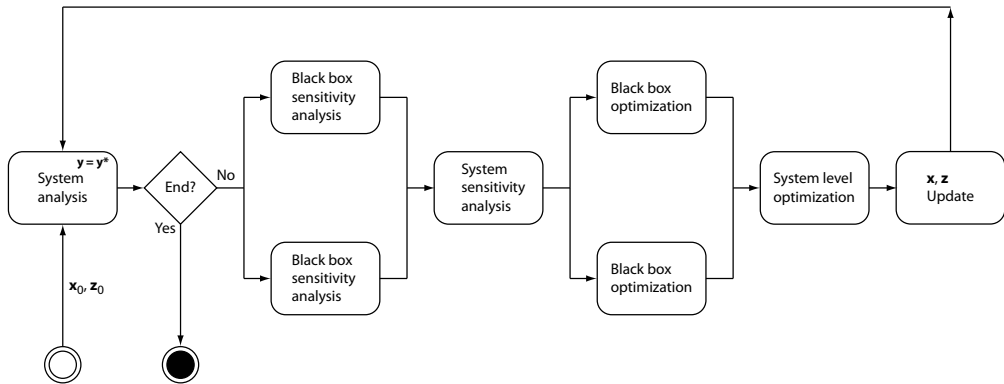 y = y*
System
analysis
x0, z0
End?
No
Yes
Black box
sensitivity
analysis
Black box
sensitivity
analysis
System
sensitivity
analysis
Black box
optimization
Black box
optimization
System level
optimization
x, z
Update